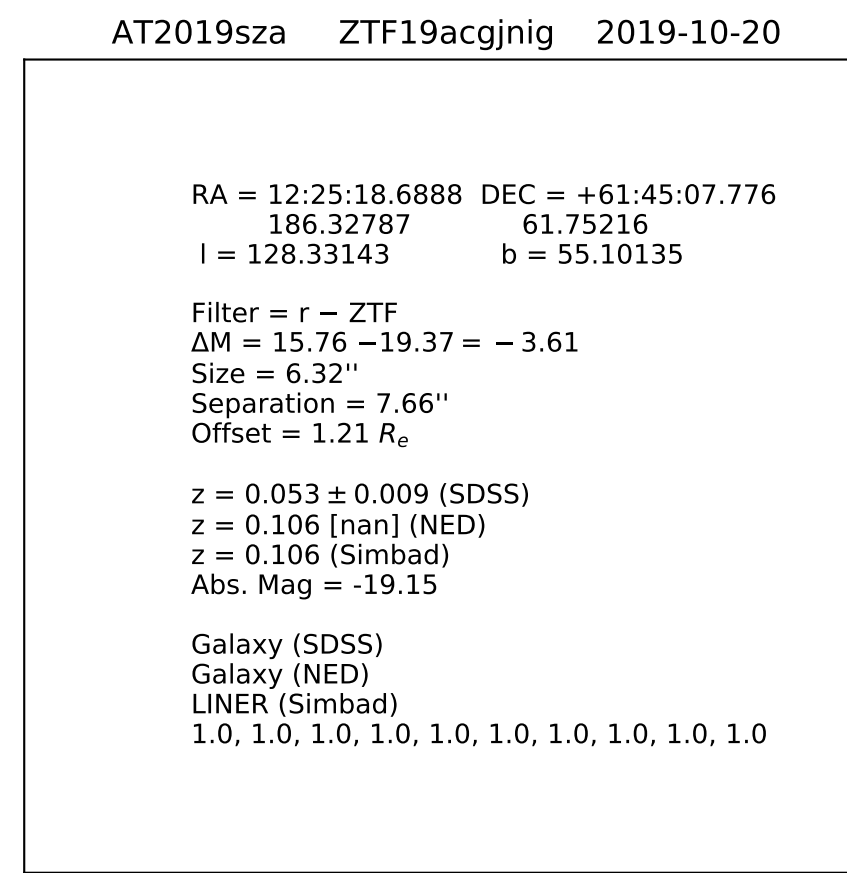 AT2019sza ZTF19acgjnig 2019-10-20
RA = 12:25:18.6888 DEC = +61:45:07.776
186.32787 61.75216
l = 128.33143 b = 55.10135
Filter = r − ZTF
ΔM = 15.76 −19.37 = − 3.61
Size = 6.32''
Separation = 7.66''
Offset = 1.21 Re
z = 0.053 ± 0.009 (SDSS)
z = 0.106 [nan] (NED)
z = 0.106 (Simbad)
Abs. Mag = -19.15
Galaxy (SDSS)
Galaxy (NED)
LINER (Simbad)
1.0, 1.0, 1.0, 1.0, 1.0, 1.0, 1.0, 1.0, 1.0, 1.0